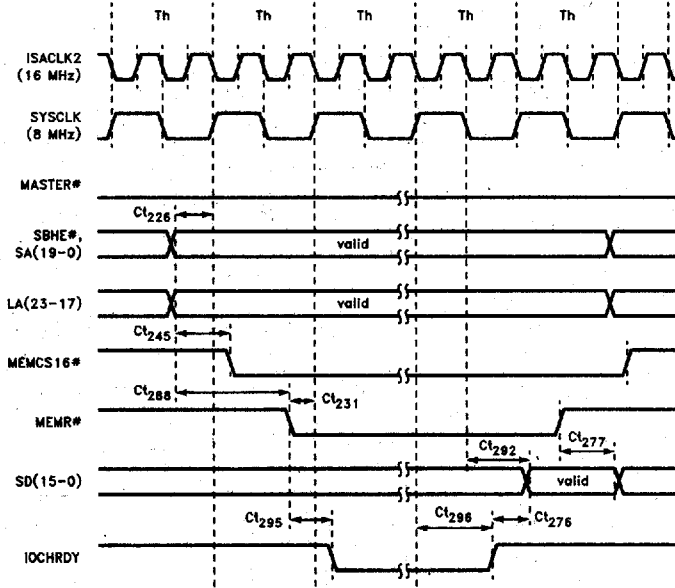 Th Th Th Th Th
ISACLK2
(16 MHz)
SYSCLK
(8 MHz)
MASTER#
Ct226
SBHE#,
SA(19-0)
valid
LA(23-17)
valid
Ct245
MEMCS16#
Ct288
Ct231
MEMR#
Ct292
Ct277
SD(15-0)
valid
Ct295
Ct296
Ct276
IOCHRDY